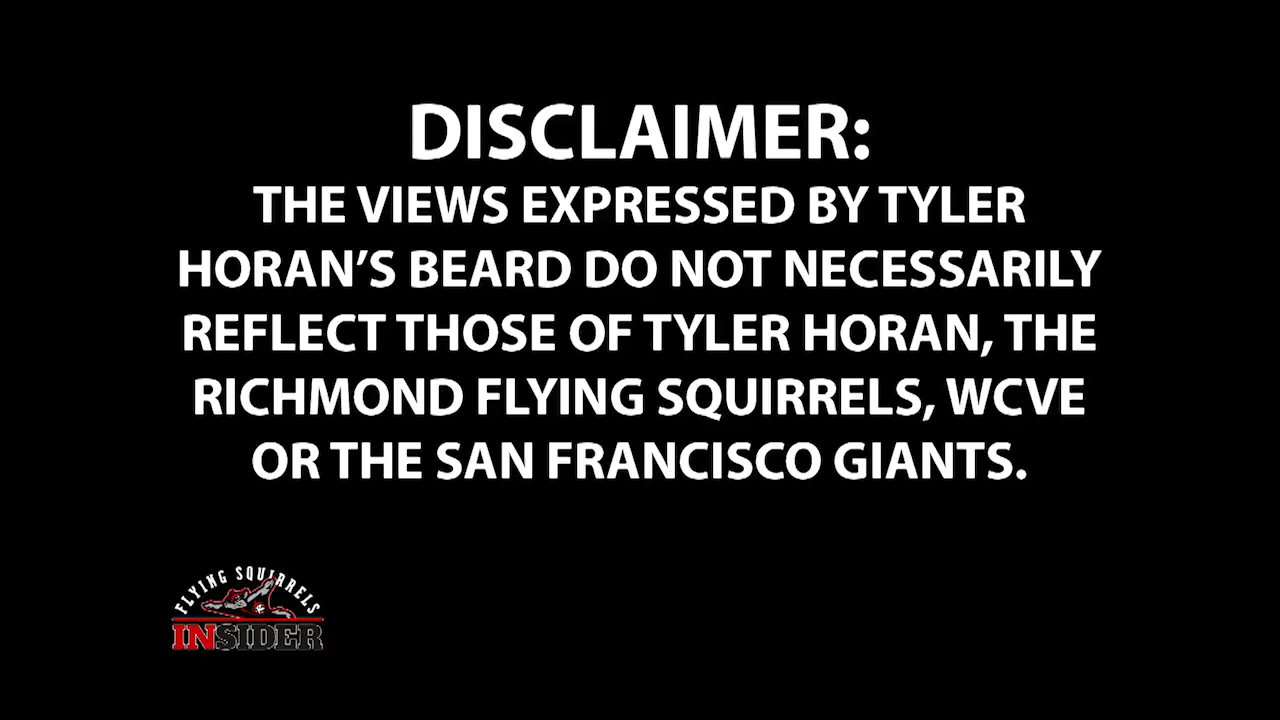 DISCLAIMER:
THE VIEWS EXPRESSED BY TYLER
HORAN’S BEARD DO NOT NECESSARILY
REFLECT THOSE OF TYLER HORAN, THE
RICHMOND FLYING SQUIRRELS, WCVE
OR THE SAN FRANCISCO GIANTS.
FLYING SQUIRRELS
INSIDER